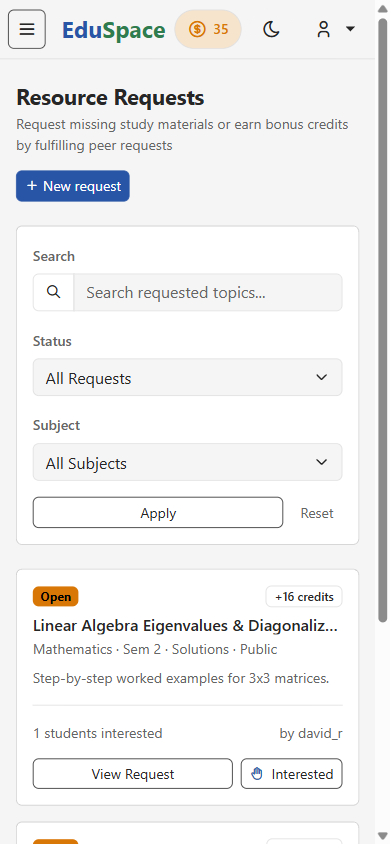 EduSpace
35
Resource Requests
Request missing study materials or earn bonus credits
by fulfilling peer requests
+ New request
Search
Search requested topics...
Status
All Requests
Subject
All Subjects
Apply
Reset
Open
+16 credits
Linear Algebra Eigenvalues & Diagonaliz...
Mathematics · Sem 2 · Solutions · Public
Step-by-step worked examples for 3x3 matrices.
1 students interested
by david_r
View Request
Interested